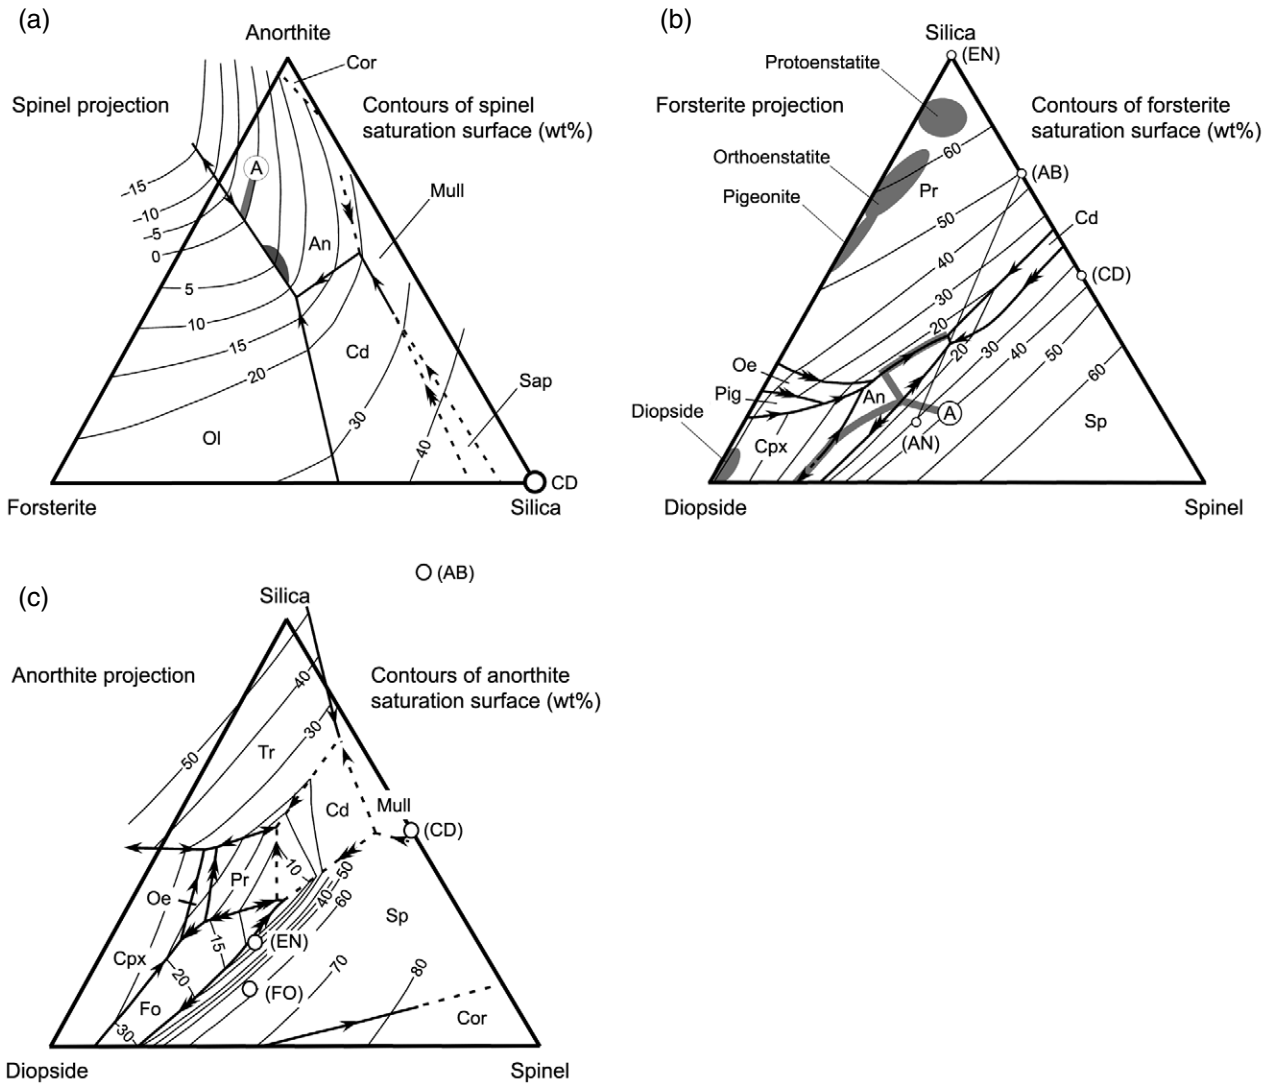 (a)
Anorthite
Cor
Spinel projection
Contours of spinel
saturation surface (wt%)
A
Mull
-15
-10
-5
0
5
10
15
20
30
40
An
Cd
Sap
Ol
CD
Forsterite
Silica
(b)
Silica
(EN)
Protoenstatite
Forsterite projection
Contours of forsterite
saturation surface (wt%)
60
Orthoenstatite
Pr
(AB)
Pigeonite
50
Cd
40
(CD)
30
20
20
30
40
50
60
Oe
Pig
An
Diopside
A
(AN)
Cpx
Sp
Diopside
Spinel
(AB)
(c)
Silica
Anorthite projection
Contours of anorthite
saturation surface (wt%)
40
30
50
Tr
Cd
Mull
(CD)
Pr
10
50
40
60
Oe
Sp
(EN)
15
Cpx
20
70
80
(FO)
Fo
30
Cor
Diopside
Spinel